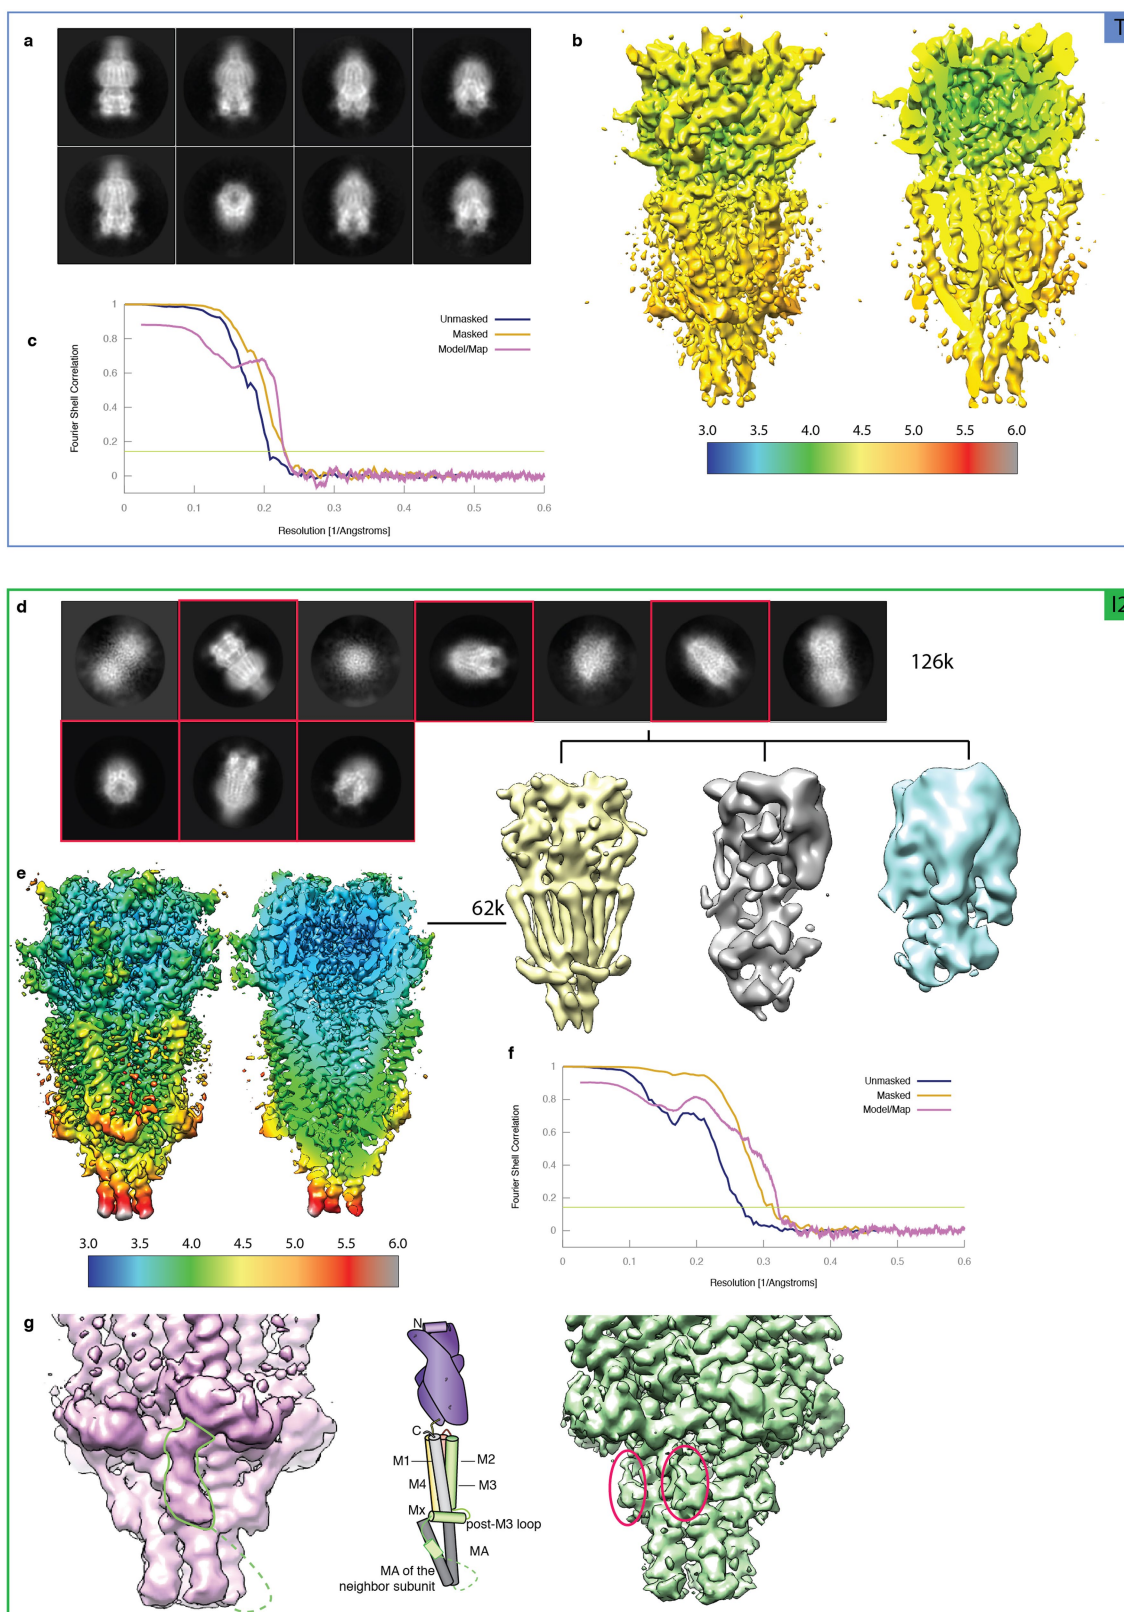 T
a
b
c
1
0.8
0.6
0.4
0.2
0
Fourier Shell Correlation
Unmasked
Masked
Model/Map
0 0.1 0.2 0.3 0.4 0.5 0.6
Resolution [1/Angstroms]
3.0 3.5 4.0 4.5 5.0 5.5 6.0
I2
d
126k
e
62k
3.0 3.5 4.0 4.5 5.0 5.5 6.0
f
1
0.8
0.6
0.4
0.2
0
Fourier Shell Correlation
Unmasked
Masked
Model/Map
0 0.1 0.2 0.3 0.4 0.5 0.6
Resolution [1/Angstroms]
g
N
C
M1 M2
M4 M3
Mx
post-M3 loop
MA
MA of the
neighbor subunit